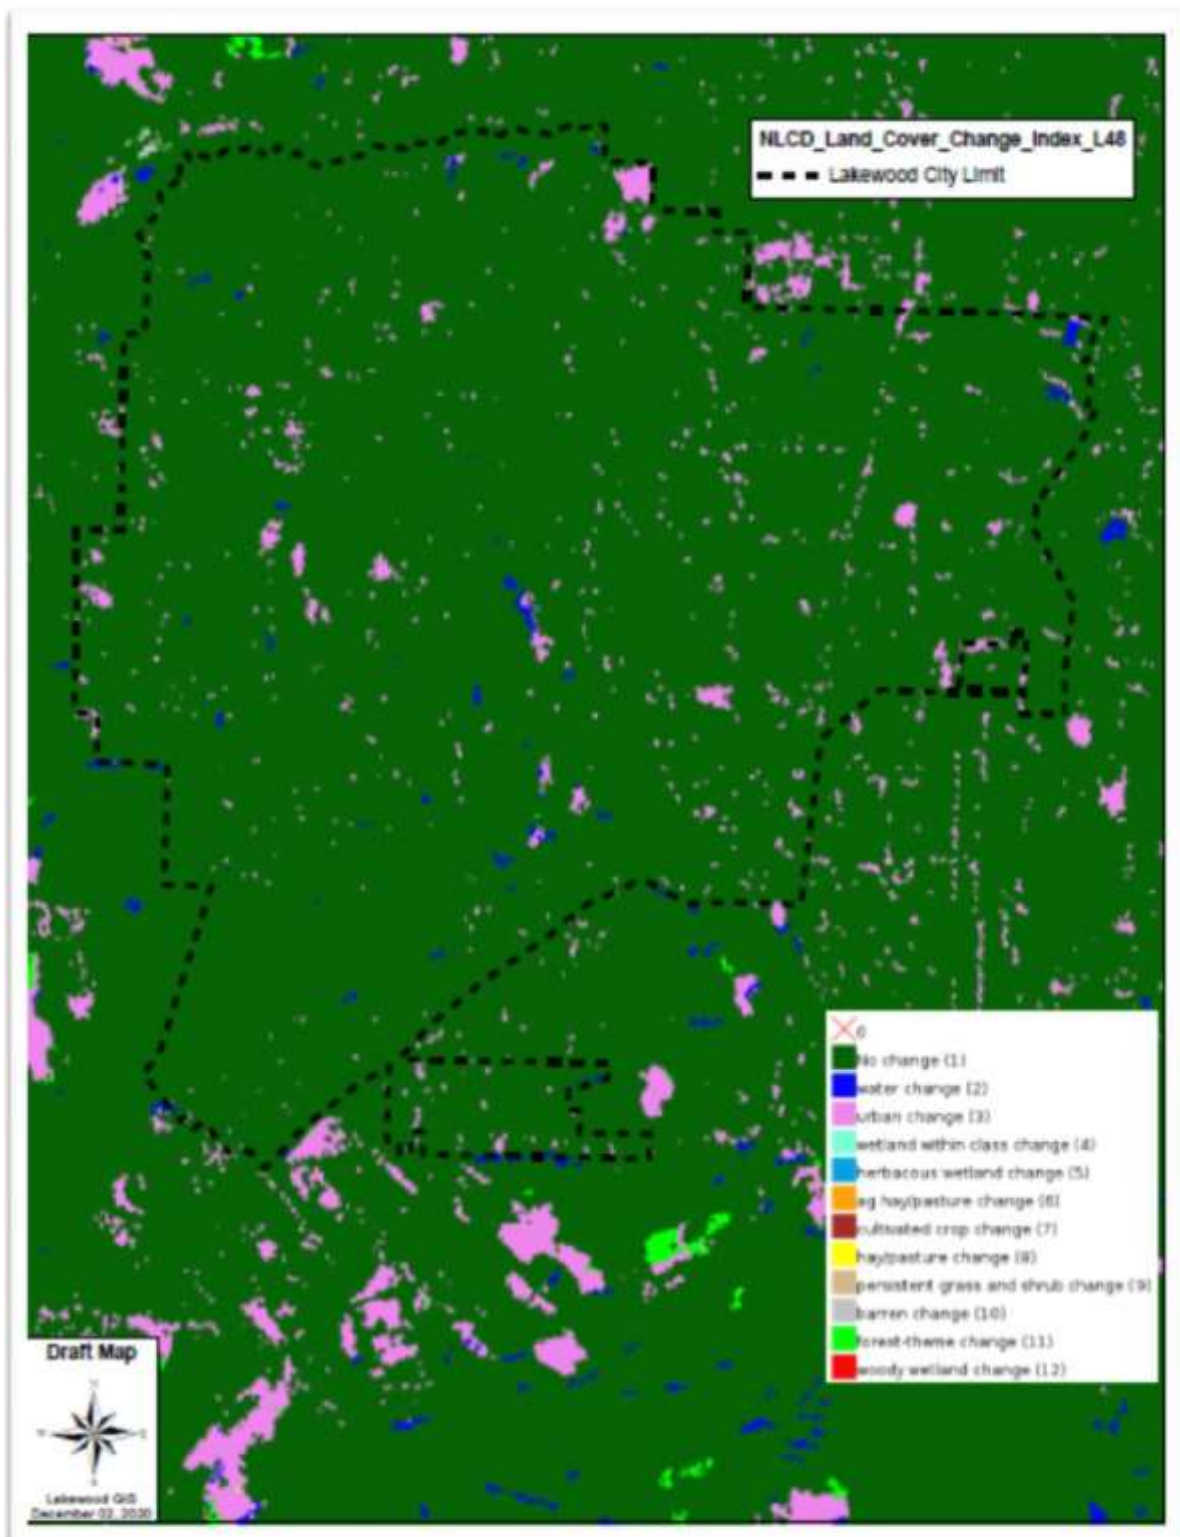 NLCD_Land_Cover_Change_Index_L48
Lakewood City Limit
0
No change (1)
water change (2)
urban change (3)
wetland within class change (4)
herbacous wetland change (5)
ag hay/pasture change (6)
cultivated crop change (7)
hay/pasture change (8)
persistent grass and shrub change (9)
barren change (10)
forest-theme change (11)
woody wetland change (12)
Draft Map
Lakewood GIS
December 02, 2020